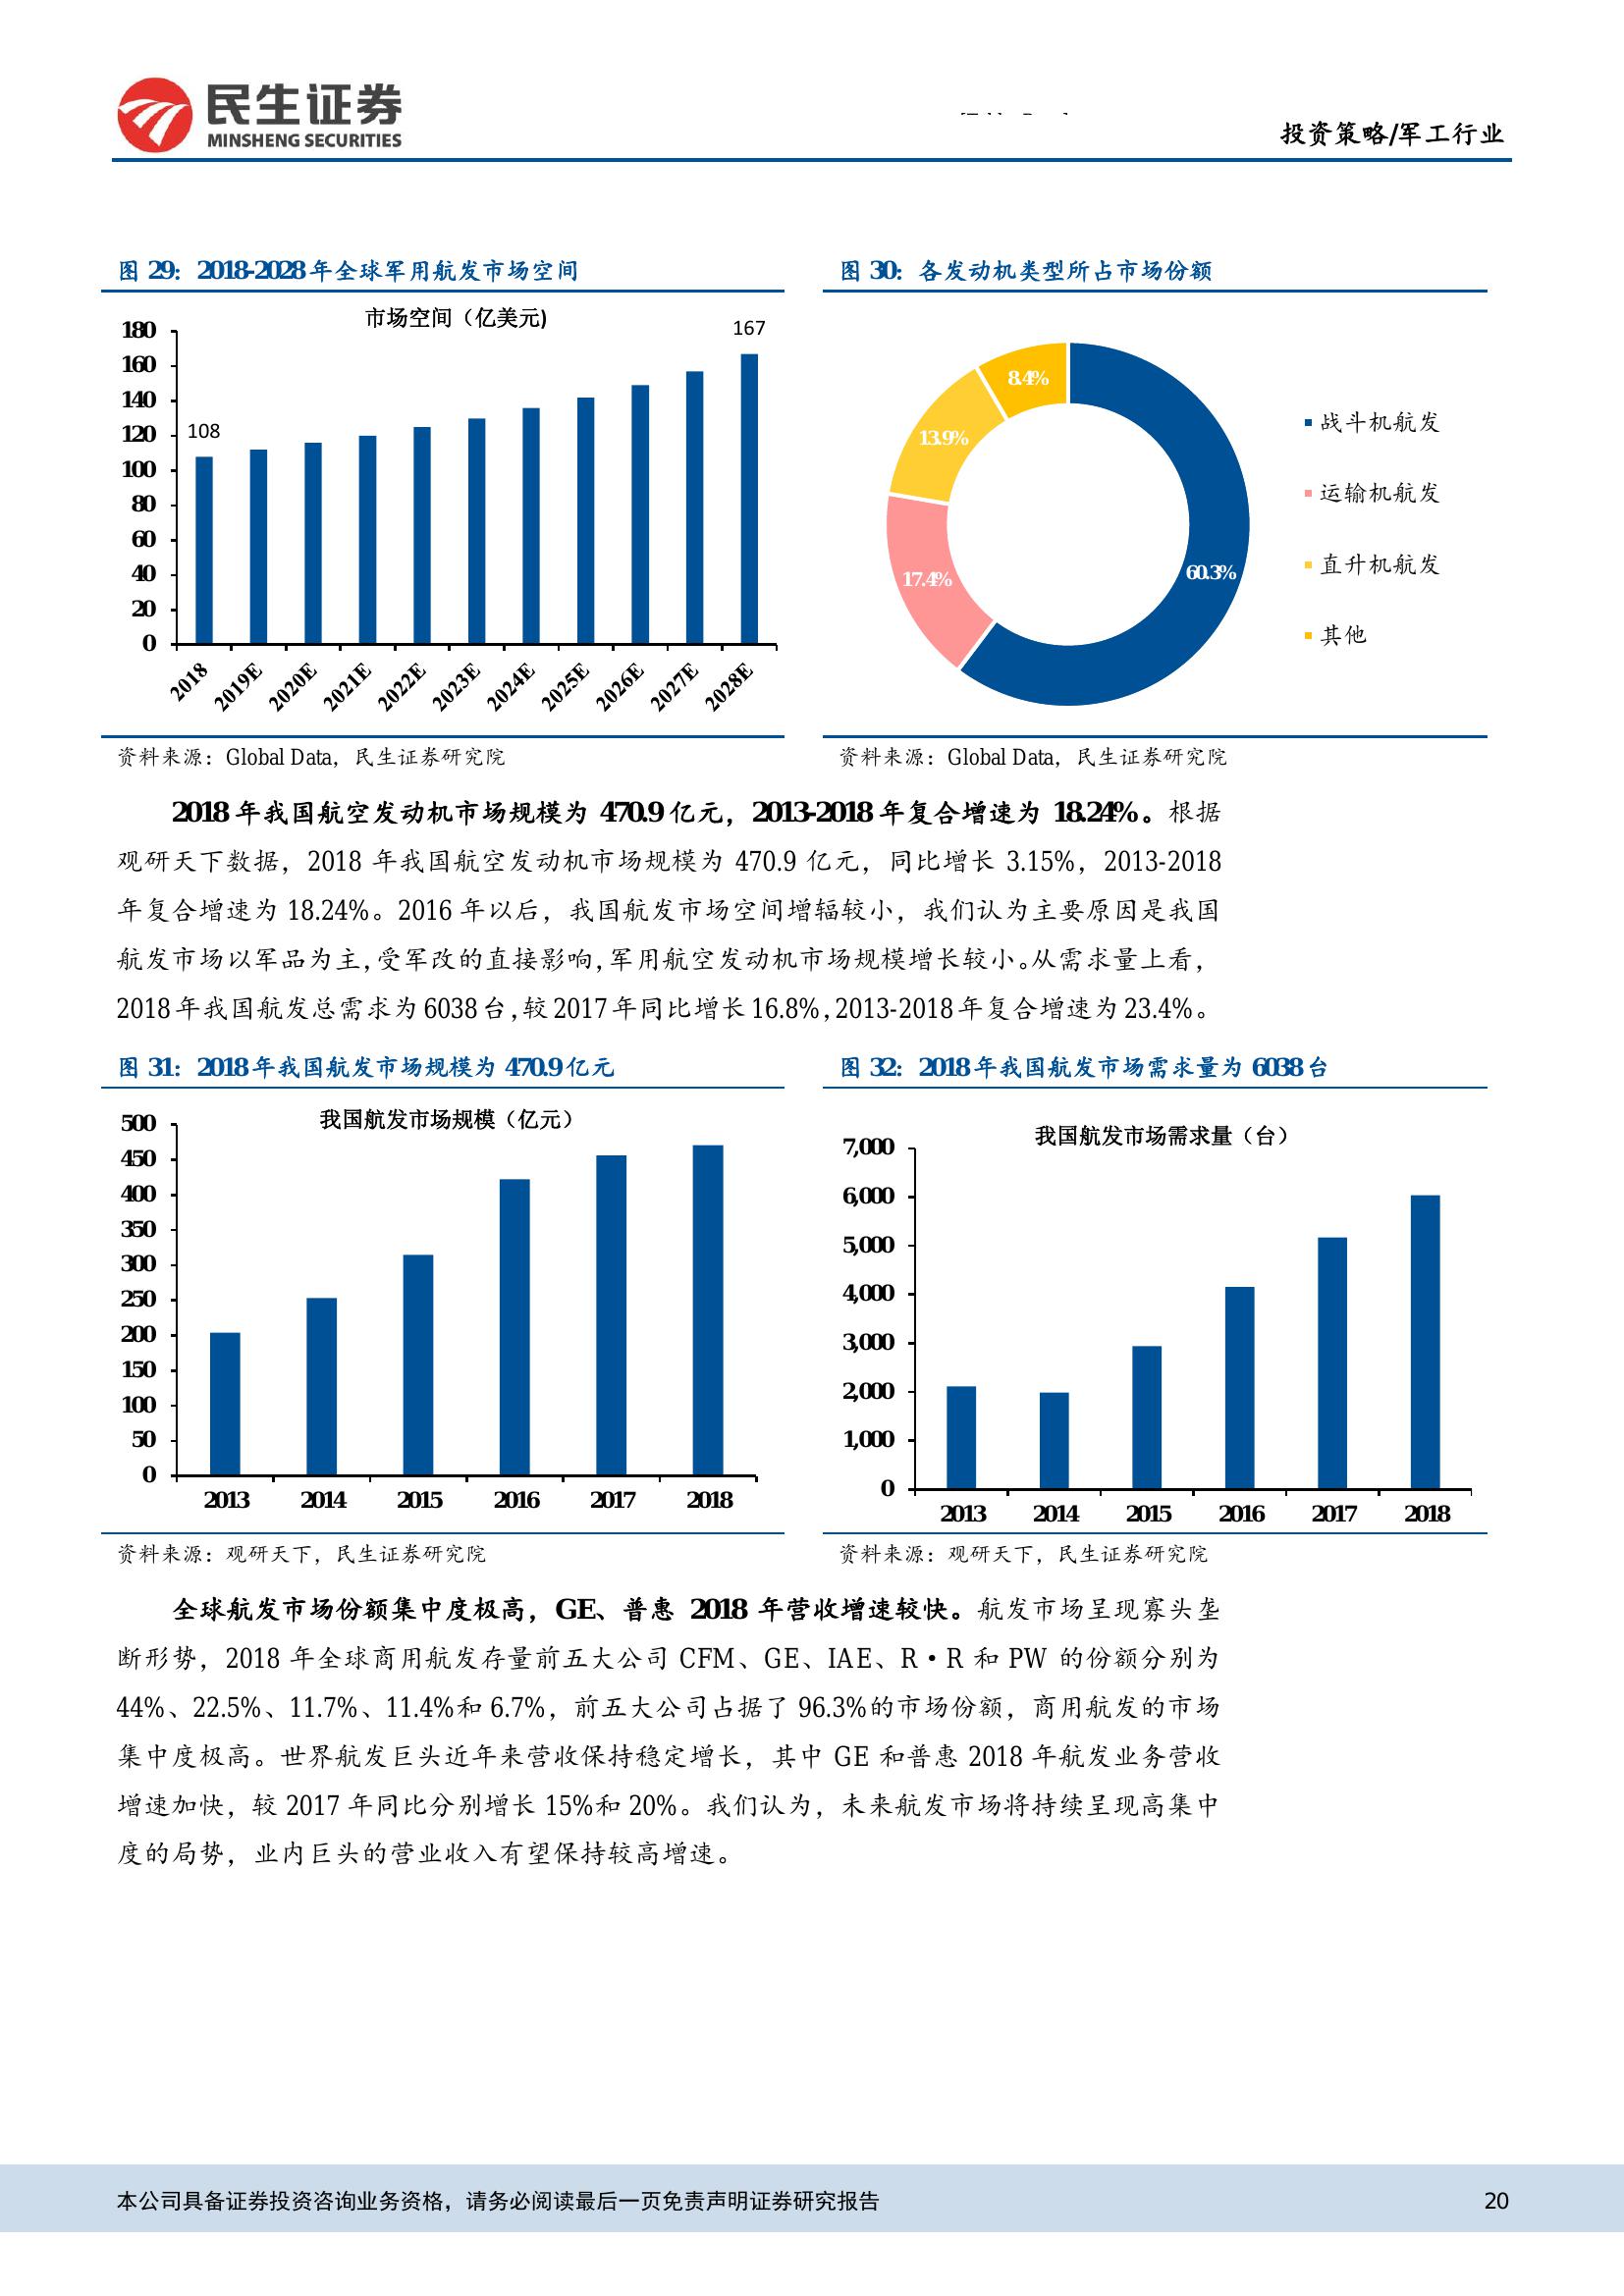 民生证券
MINSHENG SECURITIES
投资策略/军工行业
图 29：2018-2028 年全球军用航发市场空间
市场空间（亿美元)
180
160
140
120
100
80
60
40
20
0
108
167
2018
2019E
2020E
2021E
2022E
2023E
2024E
2025E
2026E
2027E
2028E
资料来源：Global Data，民生证券研究院
图 30：各发动机类型所占市场份额
8.4%
13.9%
17.4%
60.3%
战斗机航发
运输机航发
直升机航发
其他
资料来源：Global Data，民生证券研究院
2018 年我国航空发动机市场规模为 470.9 亿元，2013-2018 年复合增速为 18.24%。根据
观研天下数据，2018 年我国航空发动机市场规模为 470.9 亿元，同比增长 3.15%，2013-2018
年复合增速为 18.24%。2016 年以后，我国航发市场空间增辐较小，我们认为主要原因是我国
航发市场以军品为主，受军改的直接影响，军用航空发动机市场规模增长较小。从需求量上看，
2018 年我国航发总需求为 6038 台，较 2017 年同比增长 16.8%，2013-2018 年复合增速为 23.4%。
图 31：2018 年我国航发市场规模为 470.9 亿元
我国航发市场规模（亿元）
500
450
400
350
300
250
200
150
100
50
0
2013
2014
2015
2016
2017
2018
资料来源：观研天下，民生证券研究院
图 32：2018 年我国航发市场需求量为 6038 台
我国航发市场需求量（台）
7,000
6,000
5,000
4,000
3,000
2,000
1,000
0
2013
2014
2015
2016
2017
2018
资料来源：观研天下，民生证券研究院
全球航发市场份额集中度极高，GE、普惠 2018 年营收增速较快。航发市场呈现寡头垄
断形势，2018 年全球商用航发存量前五大公司 CFM、GE、IAE、R·R 和 PW 的份额分别为
44%、22.5%、11.7%、11.4%和 6.7%，前五大公司占据了 96.3%的市场份额，商用航发的市场
集中度极高。世界航发巨头近年来营收保持稳定增长，其中 GE 和普惠 2018 年航发业务营收
增速加快，较 2017 年同比分别增长 15%和 20%。我们认为，未来航发市场将持续呈现高集中
度的局势，业内巨头的营业收入有望保持较高增速。
本公司具备证券投资咨询业务资格，请务必阅读最后一页免责声明证券研究报告
20